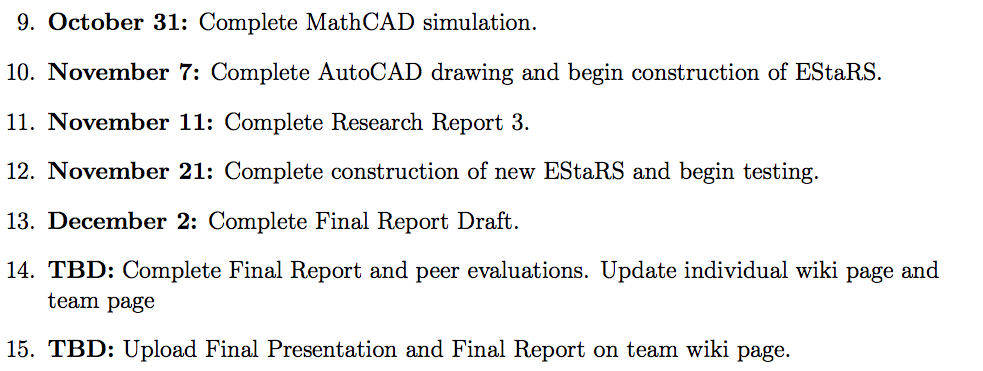 9. October 31: Complete MathCAD simulation.
10. November 7: Complete AutoCAD drawing and begin construction of EStaRS.
11. November 11: Complete Research Report 3.
12. November 21: Complete construction of new EStaRS and begin testing.
13. December 2: Complete Final Report Draft.
14. TBD: Complete Final Report and peer evaluations. Update individual wiki page and
team page
15. TBD: Upload Final Presentation and Final Report on team wiki page.